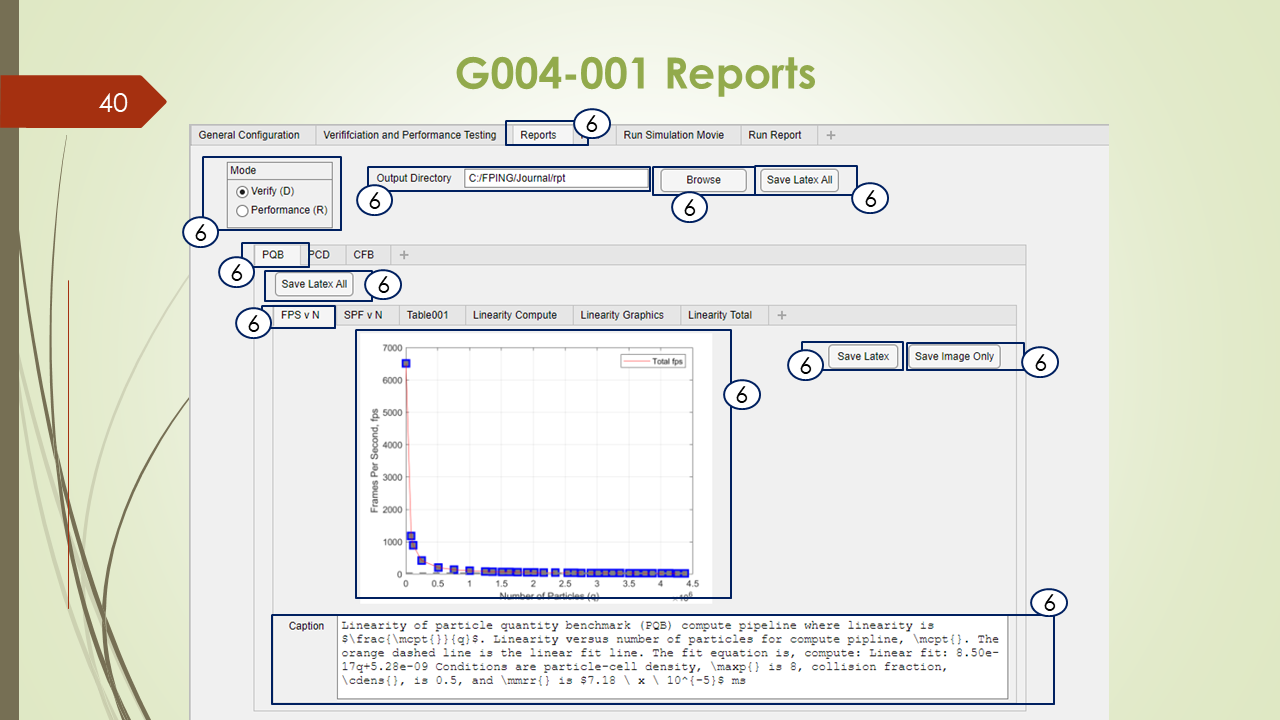 G004-001 Reports
40
General Configuration Verififciation and Performance Testing Reports Run Simulation Movie Run Report +
6
Mode
Verify (D)
Performance (R)
6
Output Directory C:/FPING/Journal/rpt Browse Save Latex All
6 6 6
PQB PCD CFB +
6
Save Latex All
6
FPS v N SPF v N Table001 Linearity Compute Linearity Graphics Linearity Total +
6
Save Latex Save Image Only
6 6
Total fps
6
Frames Per Second, fps
7000
6000
5000
4000
3000
2000
1000
0
0 0.5 1 1.5 2 2.5 3 3.5 4 4.5
Number of Particles (q) ×10^6
6
Caption
Linearity of particle quantity benchmark (PQB) compute pipeline where linearity is
$\frac{\mcpt{}}{q}$. Linearity versus number of particles for compute pipline, \mcpt{}. The
orange dashed line is the linear fit line. The fit equation is, compute: Linear fit: 8.50e-
17q+5.28e-09 Conditions are particle-cell density, \maxp{} is 8, collision fraction,
\cdens{}, is 0.5, and \mmrr{} is $7.18 \ x \ 10^{-5}$ ms